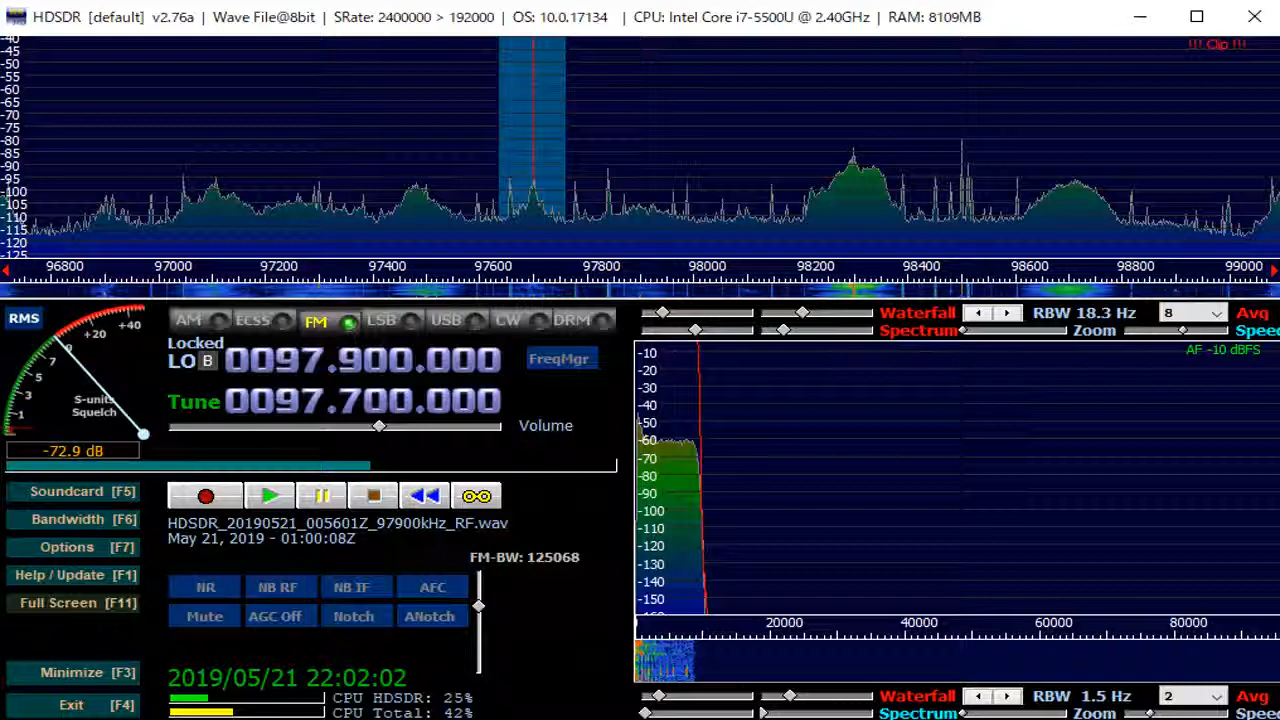 HDSDR [default] v2.76a | Wave File@8bit | SRate: 2400000 > 192000 | OS: 10.0.17134 | CPU: Intel Core i7-5500U @ 2.40GHz | RAM: 8109MB
!!! Clip !!!
-40
-45
-50
-55
-60
-65
-70
-75
-80
-85
-90
-95
-100
-105
-110
-115
-120
-125
96800 97000 97200 97400 97600 97800 98000 98200 98400 98600 98800 99000
RMS
+20 +40
9
7
5
3
1
S-units
Squelch
-72.9 dB
AM ECSS FM LSB USB CW DRM
Locked
LO B 0097.900.000 FreqMgr
Tune 0097.700.000
Volume
Waterfall RBW 18.3 Hz 8 Avg
Spectrum Zoom Speed
AF -10 dBFS
-10
-20
-30
-40
-50
-60
-70
-80
-90
-100
-110
-120
-130
-140
-150
20000 40000 60000 80000
Soundcard [F5]
Bandwidth [F6]
Options [F7]
Help / Update [F1]
Full Screen [F11]
Minimize [F3]
Exit [F4]
HDSDR_20190521_005601Z_97900kHz_RF.wav
May 21, 2019 - 01:00:08Z
FM-BW: 125068
NR NB RF NB IF AFC
Mute AGC Off Notch ANotch
2019/05/21 22:02:02
CPU HDSDR: 25%
CPU Total: 42%
Waterfall RBW 1.5 Hz 2 Avg
Spectrum Zoom Speed